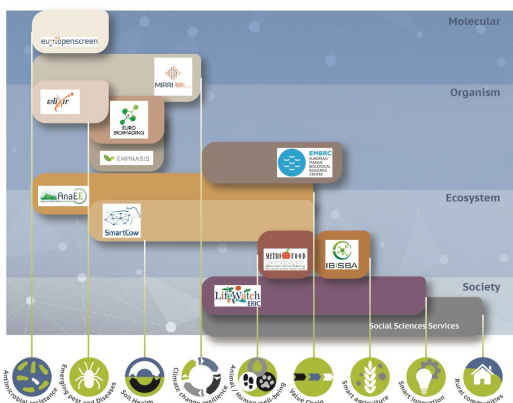 Molecular
eu-openscreen
MIRRI
Organism
elixir
EURO
BIOIMAGING
EMPHASIS
EMBRC
EUROPEAN
MARINE
BIOLOGICAL
RESOURCE
CENTRE
Ecosystem
AnaEE
SmartCow
METROFOOD
IBISBA
Society
LifeWatch
ERIC
Social Sciences Services
Antimicrobial resistance
Emerging pest and Diseases
Soil Health
Climate change resilience
Animal / Human well-being
Value Chain
Smart agriculture
Smart innovation
Rural communities